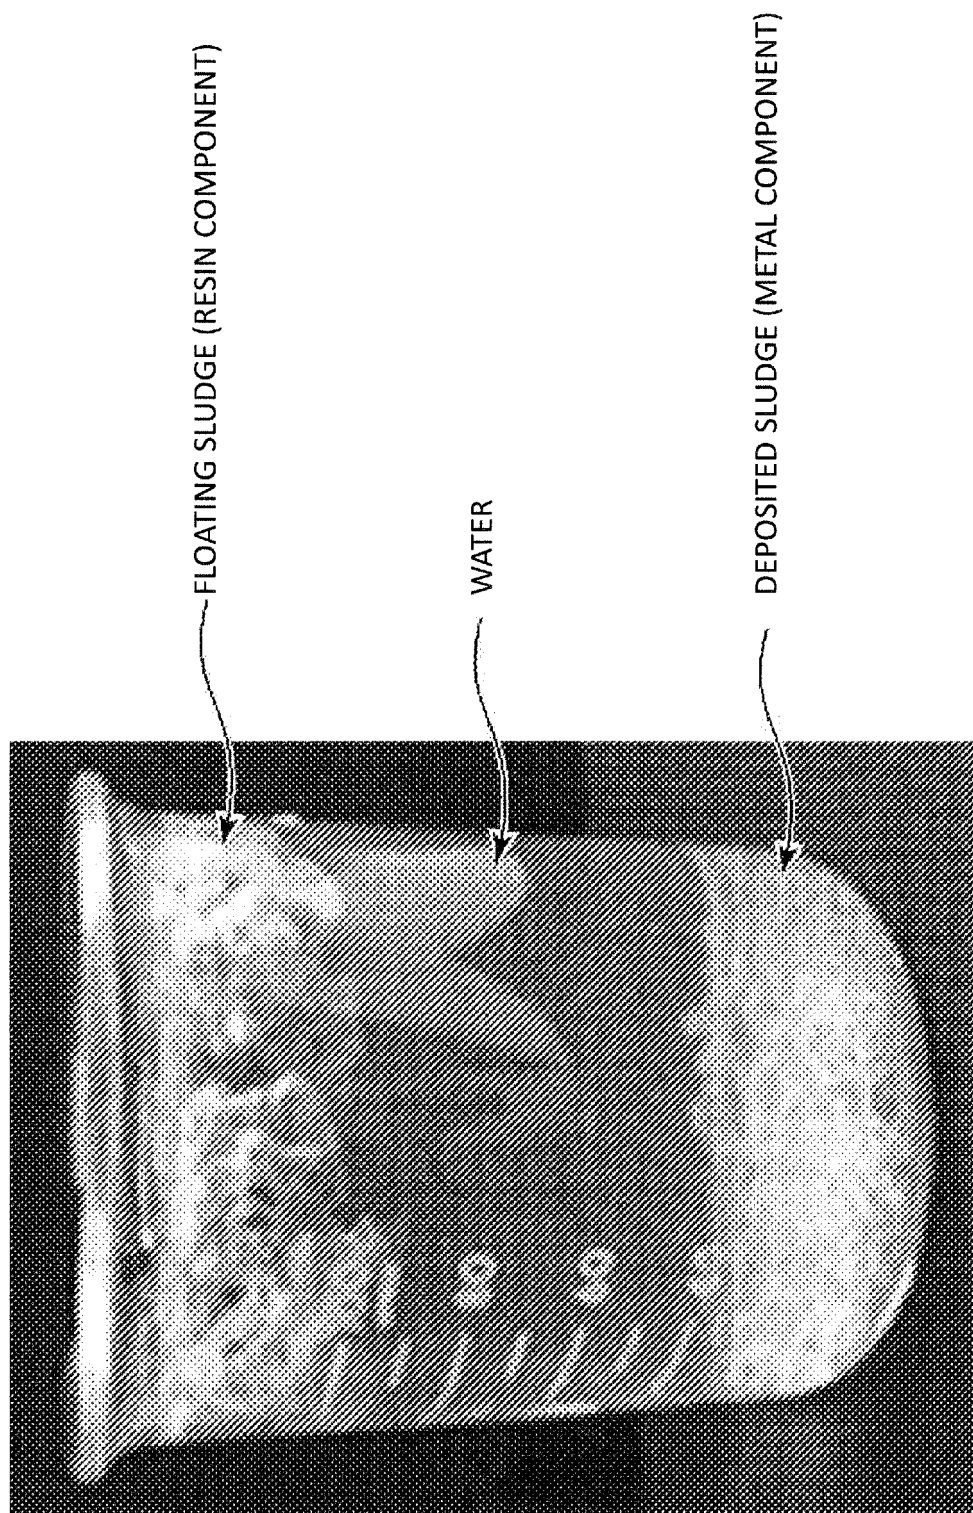 FLOATING SLUDGE (RESIN COMPONENT)
WATER
DEPOSITED SLUDGE (METAL COMPONENT)